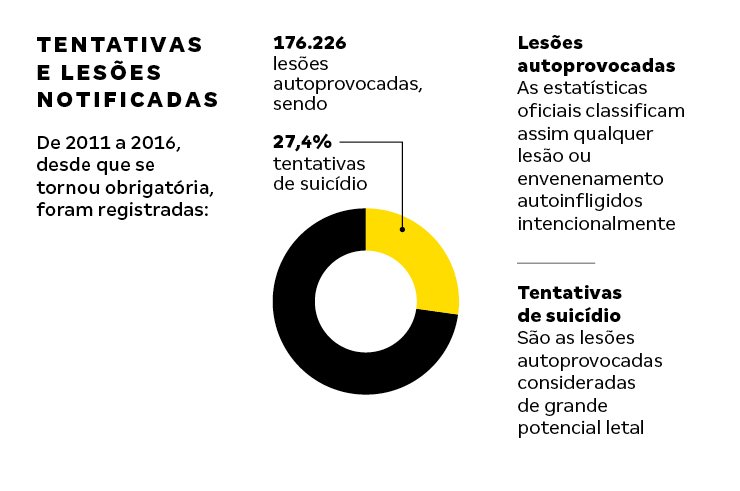 TENTATIVAS
E LESÕES
NOTIFICADAS
De 2011 a 2016,
desde que se
tornou obrigatória,
foram registradas:
176.226
lesões
autoprovocadas,
sendo
27,4%
tentativas
de suicídio
Lesões
autoprovocadas
As estatísticas
oficiais classificam
assim qualquer
lesão ou
envenenamento
autoinfligidos
intencionalmente
Tentativas
de suicídio
São as lesões
autoprovocadas
consideradas
de grande
potencial letal